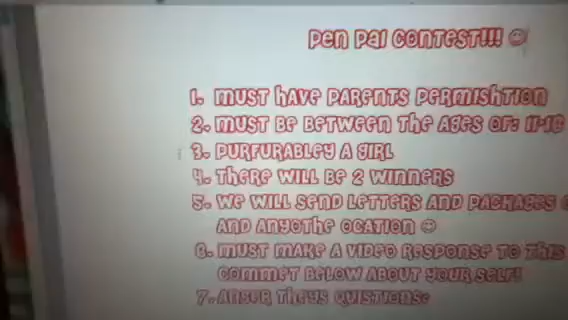 Pen Pal Contest!!! ☺
1. Must have parents permishtion
2. Must be between the ages of: 11-16
3. Purfurabley a girl
4. There will be 2 winners
5. We will send letters and packages
and anyothe ocation ☺
6. Must make a video response to this
commet below about your self!
7. Ansur theys quistions: